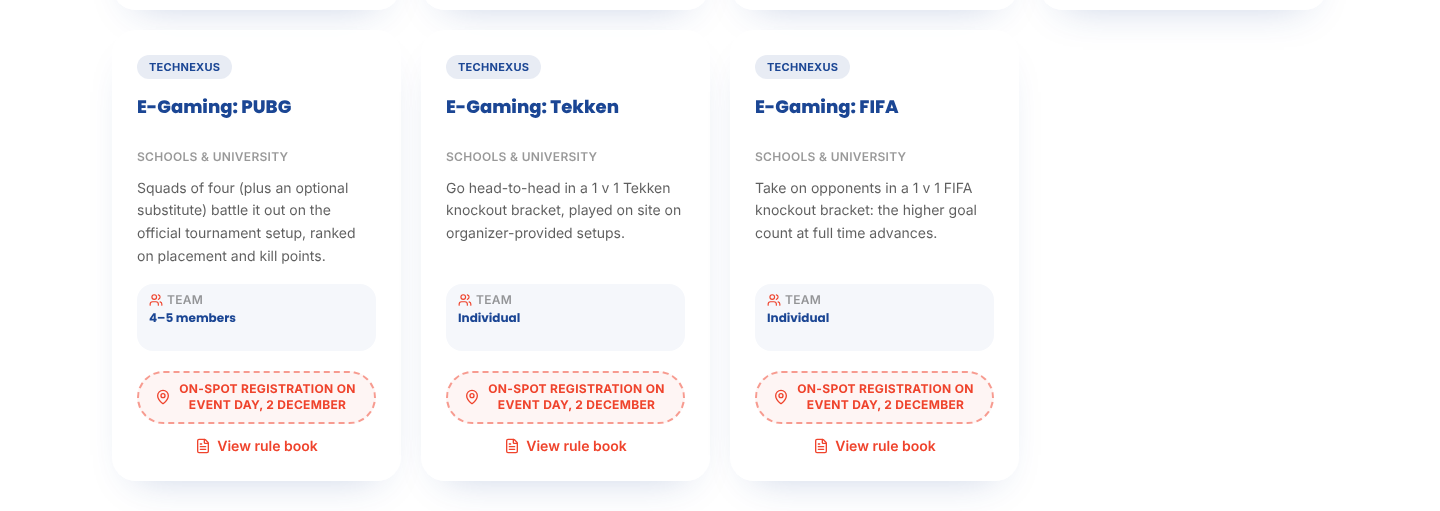 TECHNEXUS
E-Gaming: PUBG
SCHOOLS & UNIVERSITY
Squads of four (plus an optional
substitute) battle it out on the
official tournament setup, ranked
on placement and kill points.
TEAM
4–5 members
ON-SPOT REGISTRATION ON
EVENT DAY, 2 DECEMBER
View rule book
TECHNEXUS
E-Gaming: Tekken
SCHOOLS & UNIVERSITY
Go head-to-head in a 1 v 1 Tekken
knockout bracket, played on site on
organizer-provided setups.
TEAM
Individual
ON-SPOT REGISTRATION ON
EVENT DAY, 2 DECEMBER
View rule book
TECHNEXUS
E-Gaming: FIFA
SCHOOLS & UNIVERSITY
Take on opponents in a 1 v 1 FIFA
knockout bracket: the higher goal
count at full time advances.
TEAM
Individual
ON-SPOT REGISTRATION ON
EVENT DAY, 2 DECEMBER
View rule book